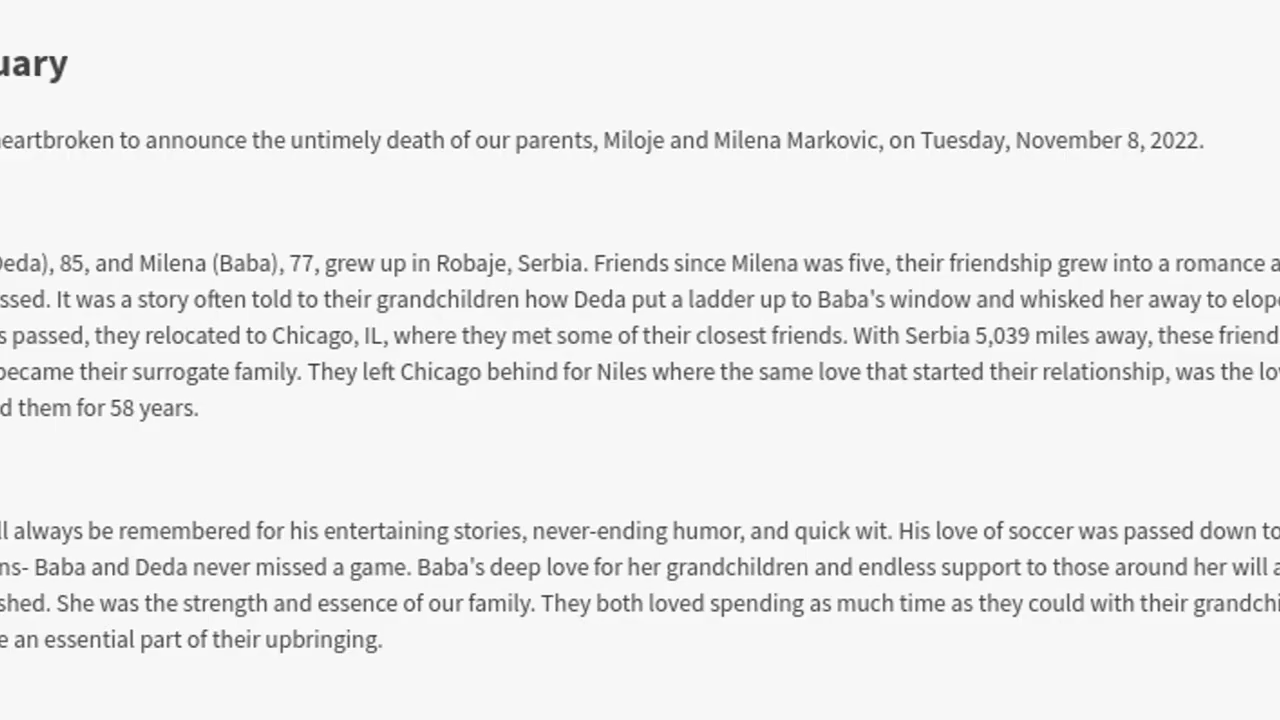 uary
eartbroken to announce the untimely death of our parents, Miloje and Milena Markovic, on Tuesday, November 8, 2022.
Deda), 85, and Milena (Baba), 77, grew up in Robaje, Serbia. Friends since Milena was five, their friendship grew into a romance a
ssed. It was a story often told to their grandchildren how Deda put a ladder up to Baba's window and whisked her away to elope
s passed, they relocated to Chicago, IL, where they met some of their closest friends. With Serbia 5,039 miles away, these friend
became their surrogate family. They left Chicago behind for Niles where the same love that started their relationship, was the lov
d them for 58 years.
ll always be remembered for his entertaining stories, never-ending humor, and quick wit. His love of soccer was passed down to
ns- Baba and Deda never missed a game. Baba's deep love for her grandchildren and endless support to those around her will a
shed. She was the strength and essence of our family. They both loved spending as much time as they could with their grandchi
e an essential part of their upbringing.